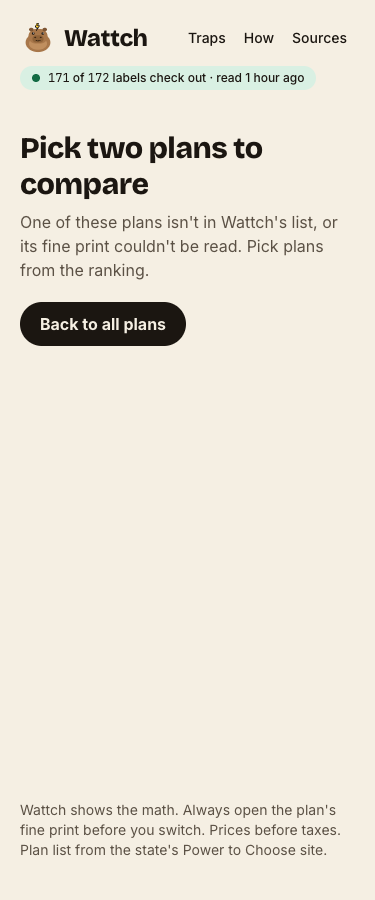 Wattch
Traps How Sources
171 of 172 labels check out · read 1 hour ago
Pick two plans to
compare
One of these plans isn't in Wattch's list, or
its fine print couldn't be read. Pick plans
from the ranking.
Back to all plans
Wattch shows the math. Always open the plan's
fine print before you switch. Prices before taxes.
Plan list from the state's Power to Choose site.